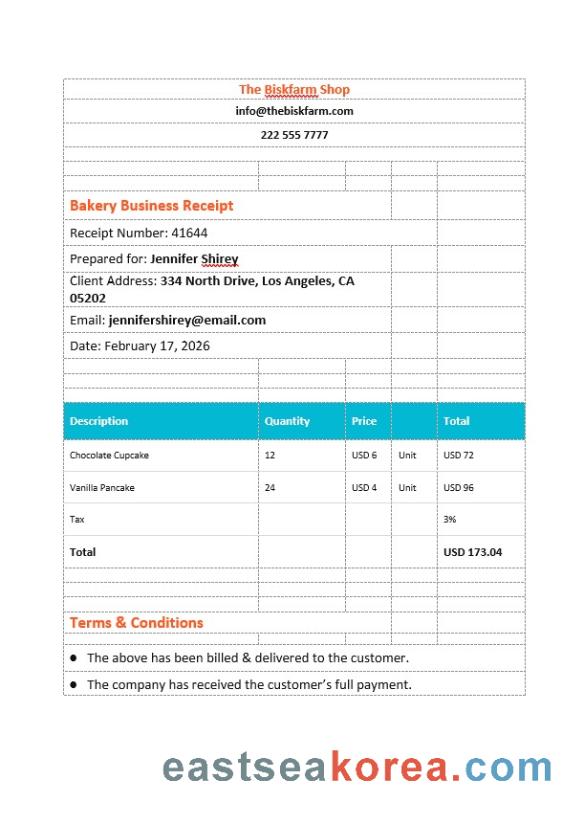 The Biskfarm Shop
info@thebiskfarm.com
222 555 7777
Bakery Business Receipt
Receipt Number: 41644
Prepared for: Jennifer Shirey
Client Address: 334 North Drive, Los Angeles, CA
05202
Email: jennifershirey@email.com
Date: February 17, 2026
Description Quantity Price Total
Chocolate Cupcake 12 USD 6 Unit USD 72
Vanilla Pancake 24 USD 4 Unit USD 96
Tax 3%
Total USD 173.04
Terms & Conditions
● The above has been billed & delivered to the customer.
● The company has received the customer’s full payment.
eastseakorea.com